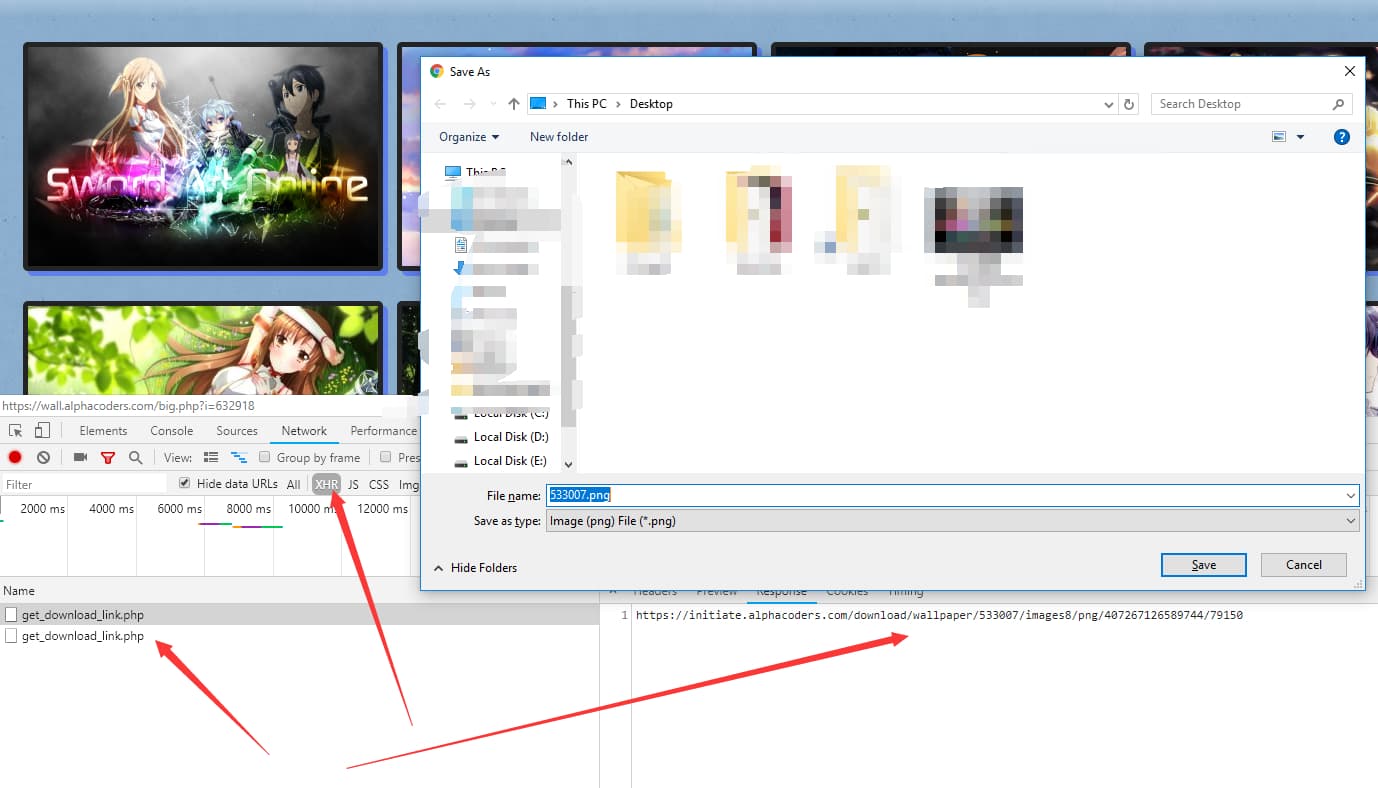 Sword Art Online
Save As
This PC
Desktop
Search Desktop
Organize
New folder
This PC
Local Disk (C:)
Local Disk (D:)
Local Disk (E:)
File name:
533007.png
Save as type:
Image (png) File (*.png)
Hide Folders
Save
Cancel
https://wall.alphacoders.com/big.php?i=632918
Elements
Console
Sources
Network
Performance
View:
Group by frame
Pres
Filter
Hide data URLs
All
XHR
JS
CSS
Img
2000 ms
4000 ms
6000 ms
8000 ms
10000 ms
12000 ms
Name
Headers
Preview
Response
Cookies
Timing
get_download_link.php
get_download_link.php
1
https://initiate.alphacoders.com/download/wallpaper/533007/images8/png/407267126589744/79150